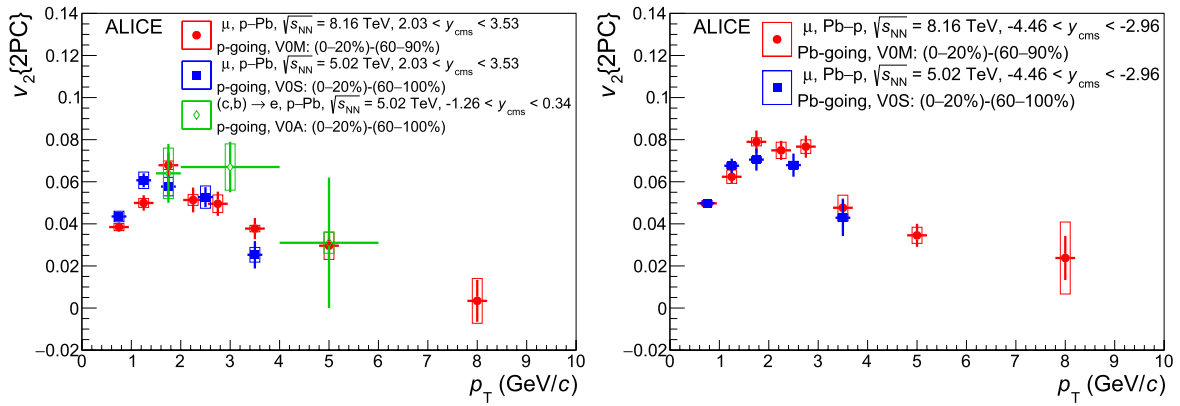 ALICE
μ, p–Pb, √sNN = 8.16 TeV, 2.03 < ycms < 3.53
p-going, V0M: (0–20%)-(60–90%)
μ, p–Pb, √sNN = 5.02 TeV, 2.03 < ycms < 3.53
p-going, V0S: (0–20%)-(60–100%)
(c,b) → e, p–Pb, √sNN = 5.02 TeV, -1.26 < ycms < 0.34
p-going, V0A: (0–20%)-(60–100%)
v2{2PC}
0.14
0.12
0.1
0.08
0.06
0.04
0.02
0
−0.02
0 1 2 3 4 5 6 7 8 9 10
pT (GeV/c)
ALICE
μ, Pb–p, √sNN = 8.16 TeV, -4.46 < ycms < -2.96
Pb-going, V0M: (0–20%)-(60–90%)
μ, Pb–p, √sNN = 5.02 TeV, -4.46 < ycms < -2.96
Pb-going, V0S: (0–20%)-(60–100%)
v2{2PC}
0.14
0.12
0.1
0.08
0.06
0.04
0.02
0
−0.02
0 1 2 3 4 5 6 7 8 9 10
pT (GeV/c)